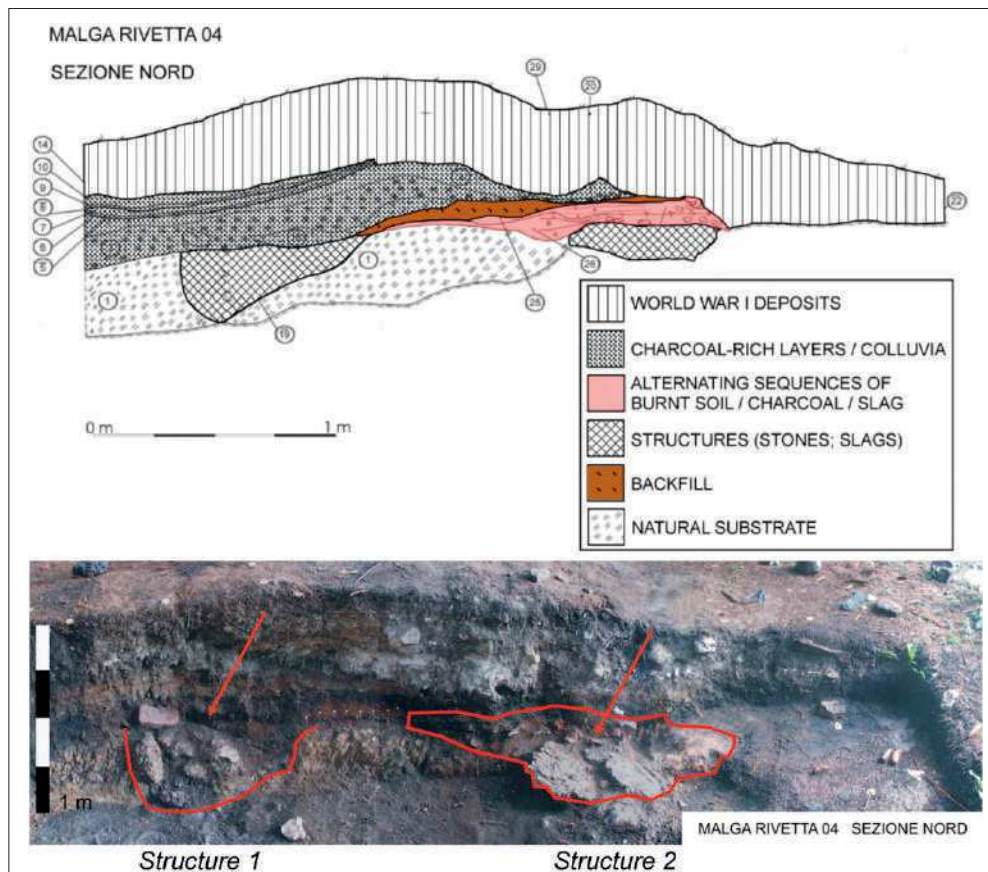 MALGA RIVETTA 04
SEZIONE NORD
29
20
14
10
9
8
7
6
5
1
1
19
25
26
22
0 m
1 m
WORLD WAR I DEPOSITS
CHARCOAL-RICH LAYERS / COLLUVIA
ALTERNATING SEQUENCES OF
BURNT SOIL / CHARCOAL / SLAG
STRUCTURES (STONES; SLAGS)
BACKFILL
NATURAL SUBSTRATE
1 m
MALGA RIVETTA 04 SEZIONE NORD
Structure 1
Structure 2